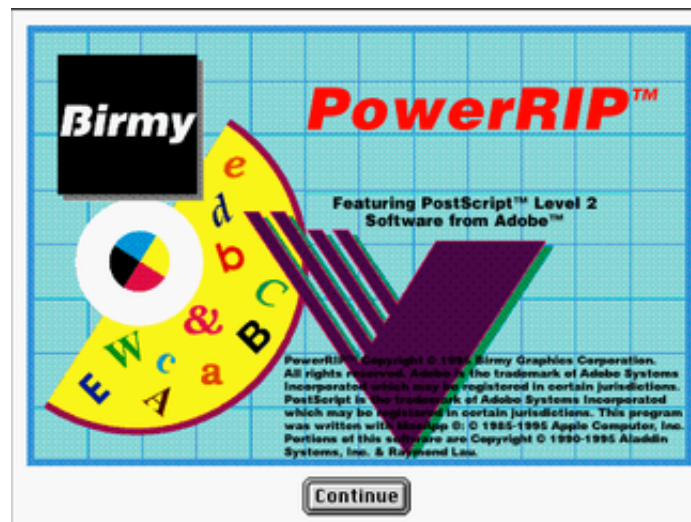 Birmy
PowerRIP™
Featuring PostScript™ Level 2
Software from Adobe™
e
d
b
C
&
B
W
c
a
E
A
PowerRIP™ Copyright © 1995 Birmy Graphics Corporation.
All rights reserved. Adobe is the trademark of Adobe Systems
Incorporated which may be registered in certain jurisdictions.
PostScript is the trademark of Adobe Systems Incorporated
which may be registered in certain jurisdictions. This program
was written with MacApp ®: © 1985-1995 Apple Computer, Inc.
Portions of this software are Copyright © 1990-1995 Aladdin
Systems, Inc. & Raymond Lau.
Continue